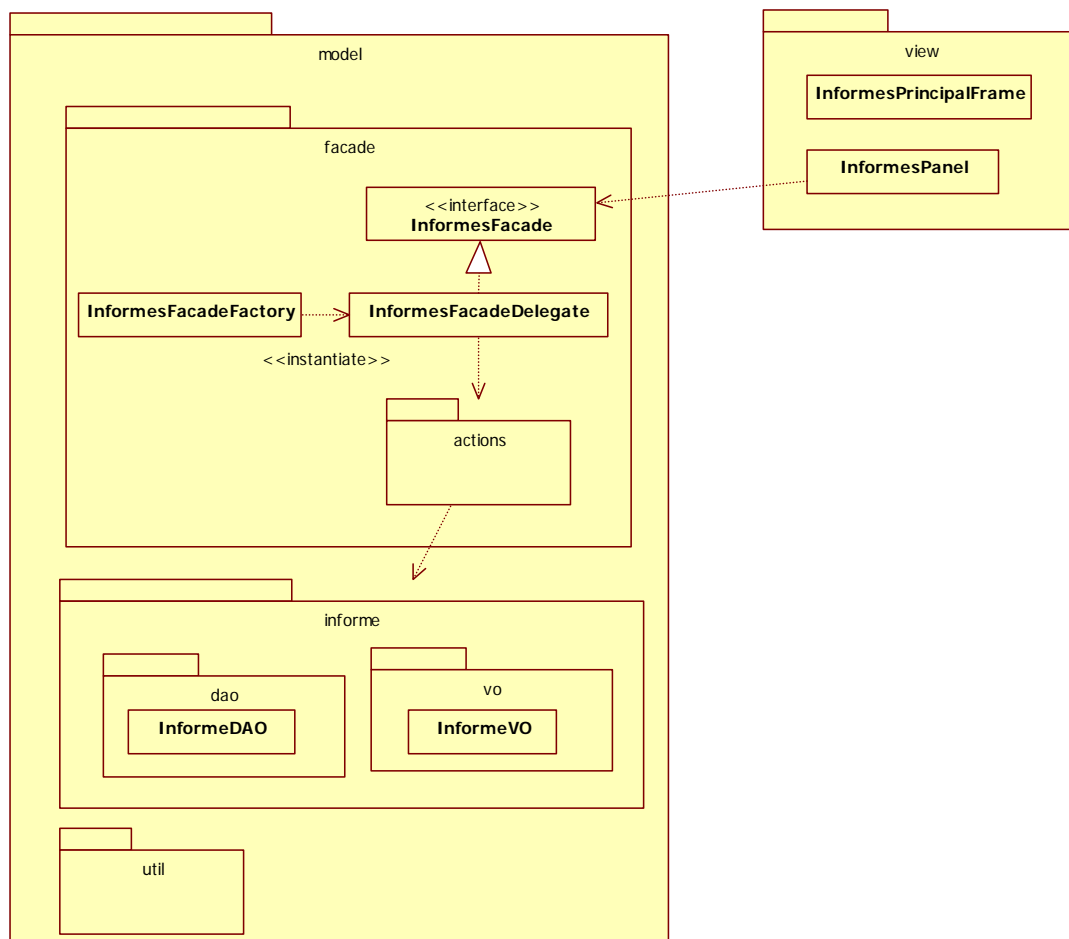 model
view
InformesPrincipalFrame
InformesPanel
facade
<<interface>>
InformesFacade
InformesFacadeFactory
InformesFacadeDelegate
<<instantiate>>
actions
informe
dao
InformeDAO
vo
InformeVO
util